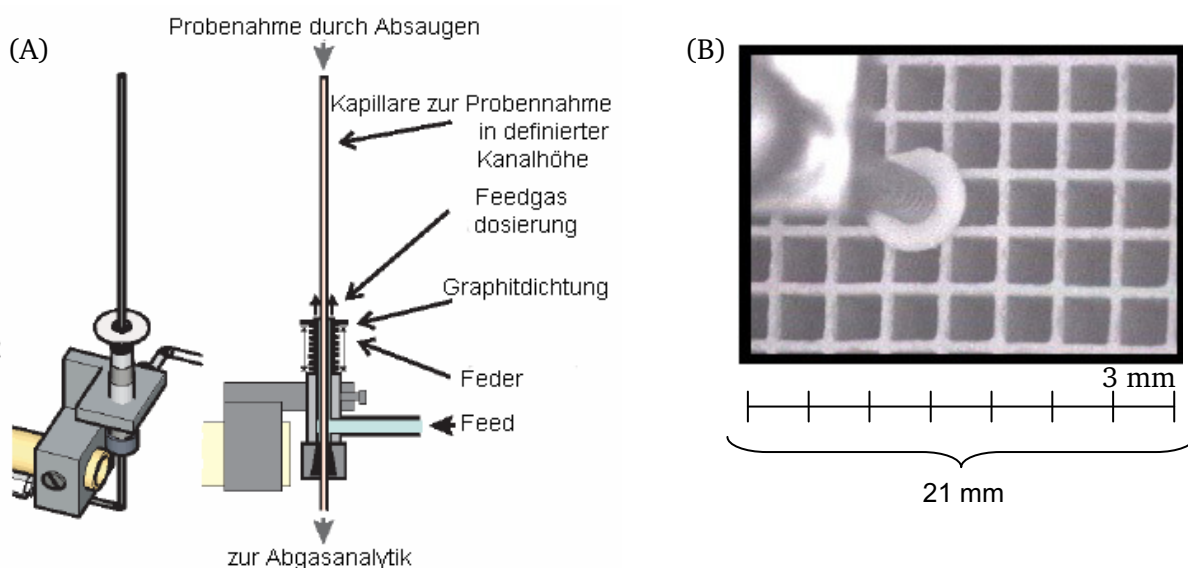 Probenahme durch Absaugen
(A)
Kapillare zur Probennahme
in definierter
Kanalhöhe
Feedgas
dosierung
Graphitdichtung
Feder
Feed
zur Abgasanalytik
(B)
3 mm
21 mm